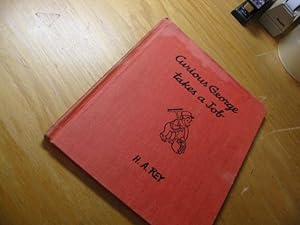 Curious George
takes a Job
H. A. REY